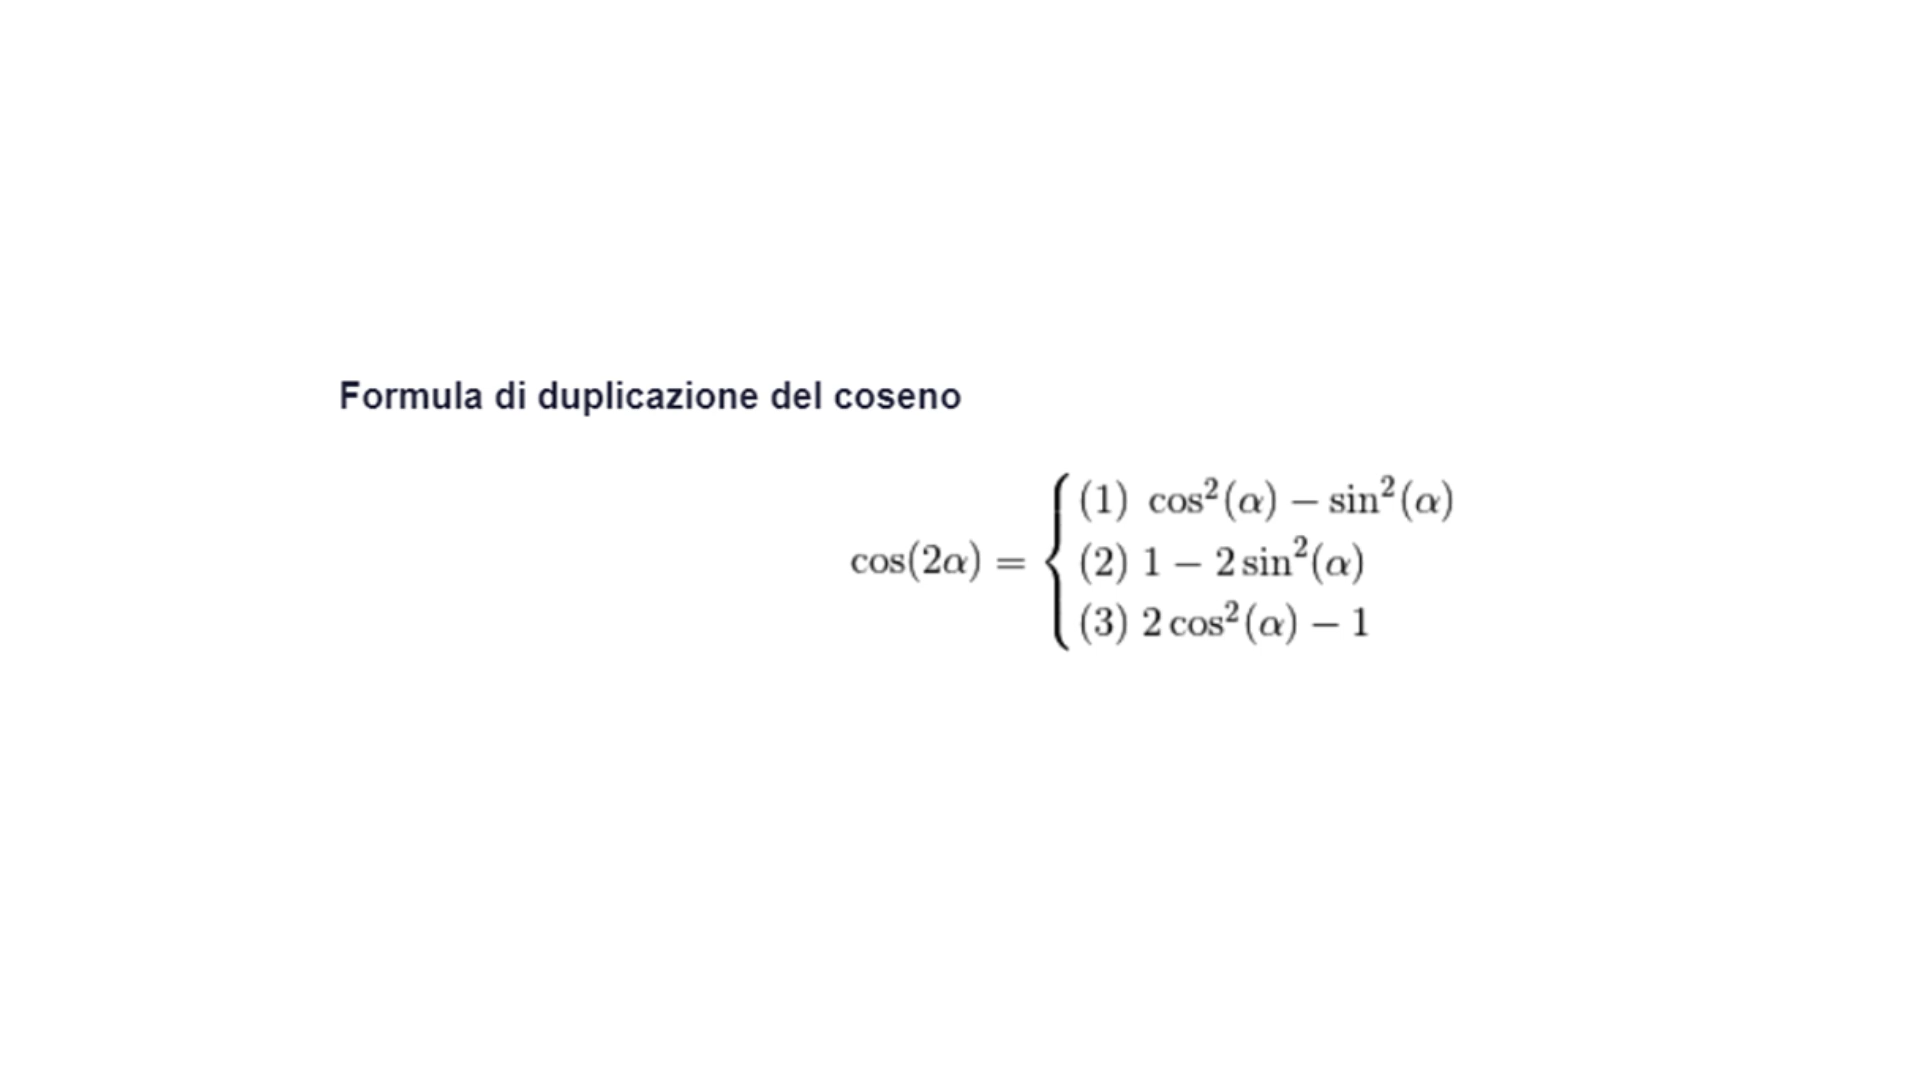 Formula di duplicazione del coseno
(1) cos²(α) − sin²(α)
cos(2α) = { (2) 1 − 2 sin²(α)
(3) 2 cos²(α) − 1